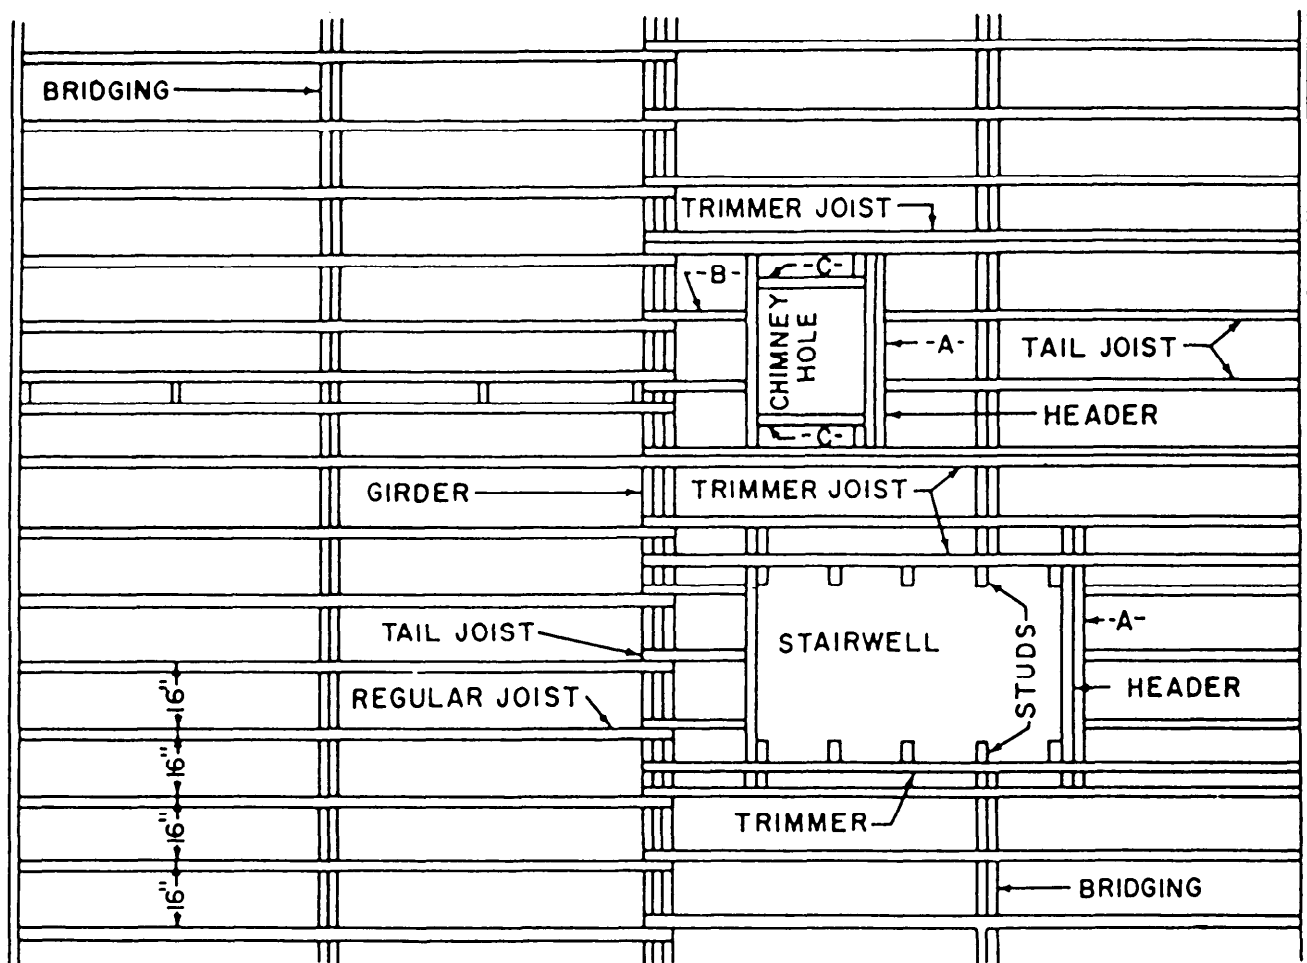 BRIDGING
TRIMMER JOIST
-B-
-C-
CHIMNEY
HOLE
-A-
TAIL JOIST
HEADER
-C-
GIRDER
TRIMMER JOIST
TAIL JOIST
STAIRWELL
STUDS
-A-
REGULAR JOIST
HEADER
16"
16"
16"
16"
TRIMMER
BRIDGING